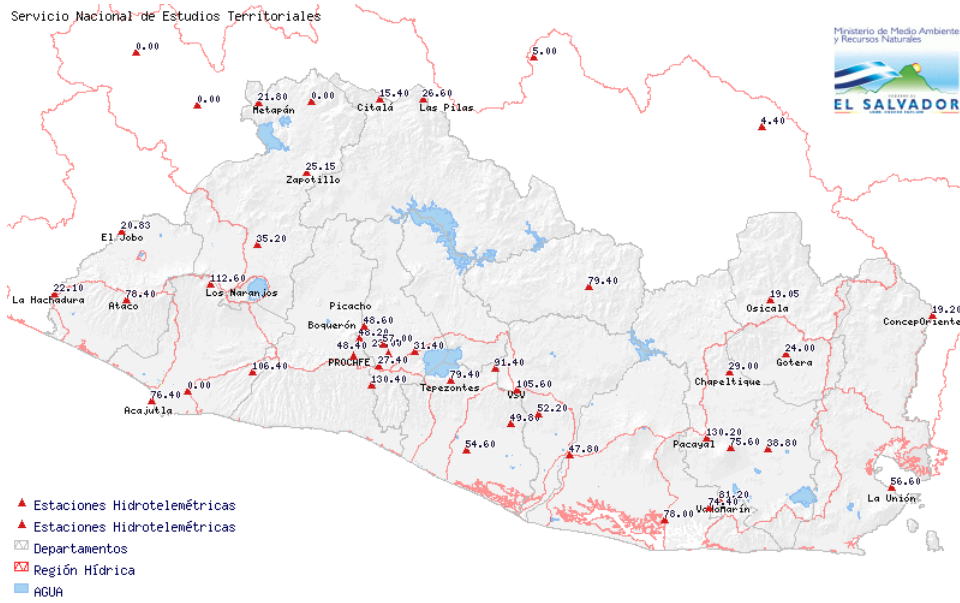 Servicio Nacional de Estudios Territoriales
Ministerio de Medio Ambiente
y Recursos Naturales
EL SALVADOR
0.00
5.00
0.00
21.80
Metapán
0.00
15.40
Citalá
26.60
Las Pilas
4.40
25.15
Zapotillo
20.83
El Jobo
35.20
112.60
Los Naranjos
79.40
22.10
La Hachadura
78.40
Ataco
19.05
Osicala
19.20
ConcepOriente
Picacho
48.60
Boquerón
48.20
57.00
48.40
31.40
PROCAFE
27.40
24.00
Gotera
106.40
130.40
79.40
Tepezontes
91.40
29.00
Chapeltique
105.60
VSV
0.00
76.40
Acajutla
49.80
52.20
130.20
Pacayal
75.60
38.80
54.60
47.80
56.60
La Unión
81.20
74.40
78.00
Estaciones Hidrotelemétricas
Estaciones Hidrotelemétricas
Departamentos
Región Hídrica
AGUA